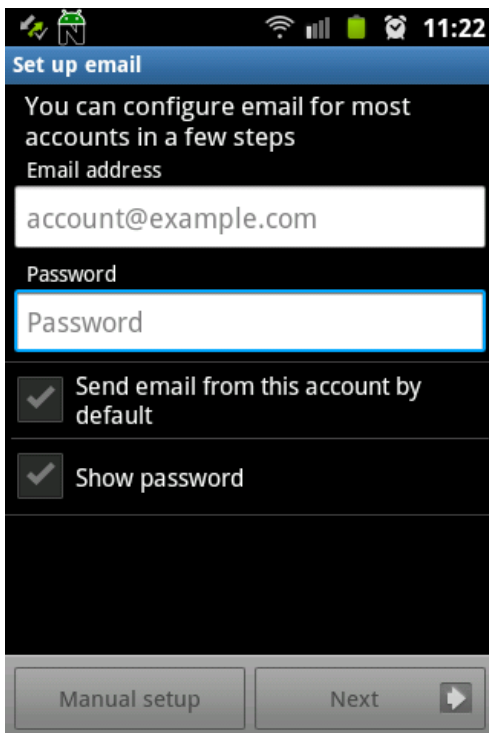 11:22
Set up email
You can configure email for most
accounts in a few steps
Email address
account@example.com
Password
Password
Send email from this account by
default
Show password
Manual setup
Next